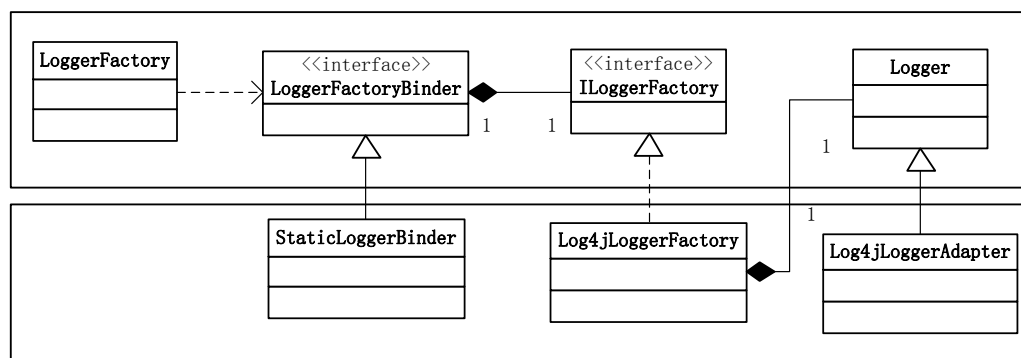 LoggerFactory
<<interface>>
LoggerFactoryBinder
1
1
<<interface>>
ILoggerFactory
Logger
1
1
StaticLoggerBinder
Log4jLoggerFactory
Log4jLoggerAdapter